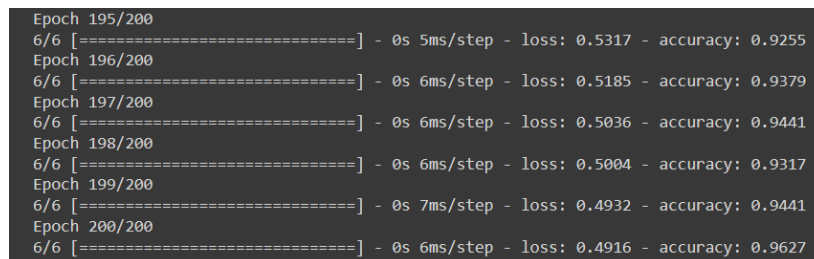 Epoch 195/200
6/6 [==============================] - 0s 5ms/step - loss: 0.5317 - accuracy: 0.9255
Epoch 196/200
6/6 [==============================] - 0s 6ms/step - loss: 0.5185 - accuracy: 0.9379
Epoch 197/200
6/6 [==============================] - 0s 6ms/step - loss: 0.5036 - accuracy: 0.9441
Epoch 198/200
6/6 [==============================] - 0s 6ms/step - loss: 0.5004 - accuracy: 0.9317
Epoch 199/200
6/6 [==============================] - 0s 7ms/step - loss: 0.4932 - accuracy: 0.9441
Epoch 200/200
6/6 [==============================] - 0s 6ms/step - loss: 0.4916 - accuracy: 0.9627